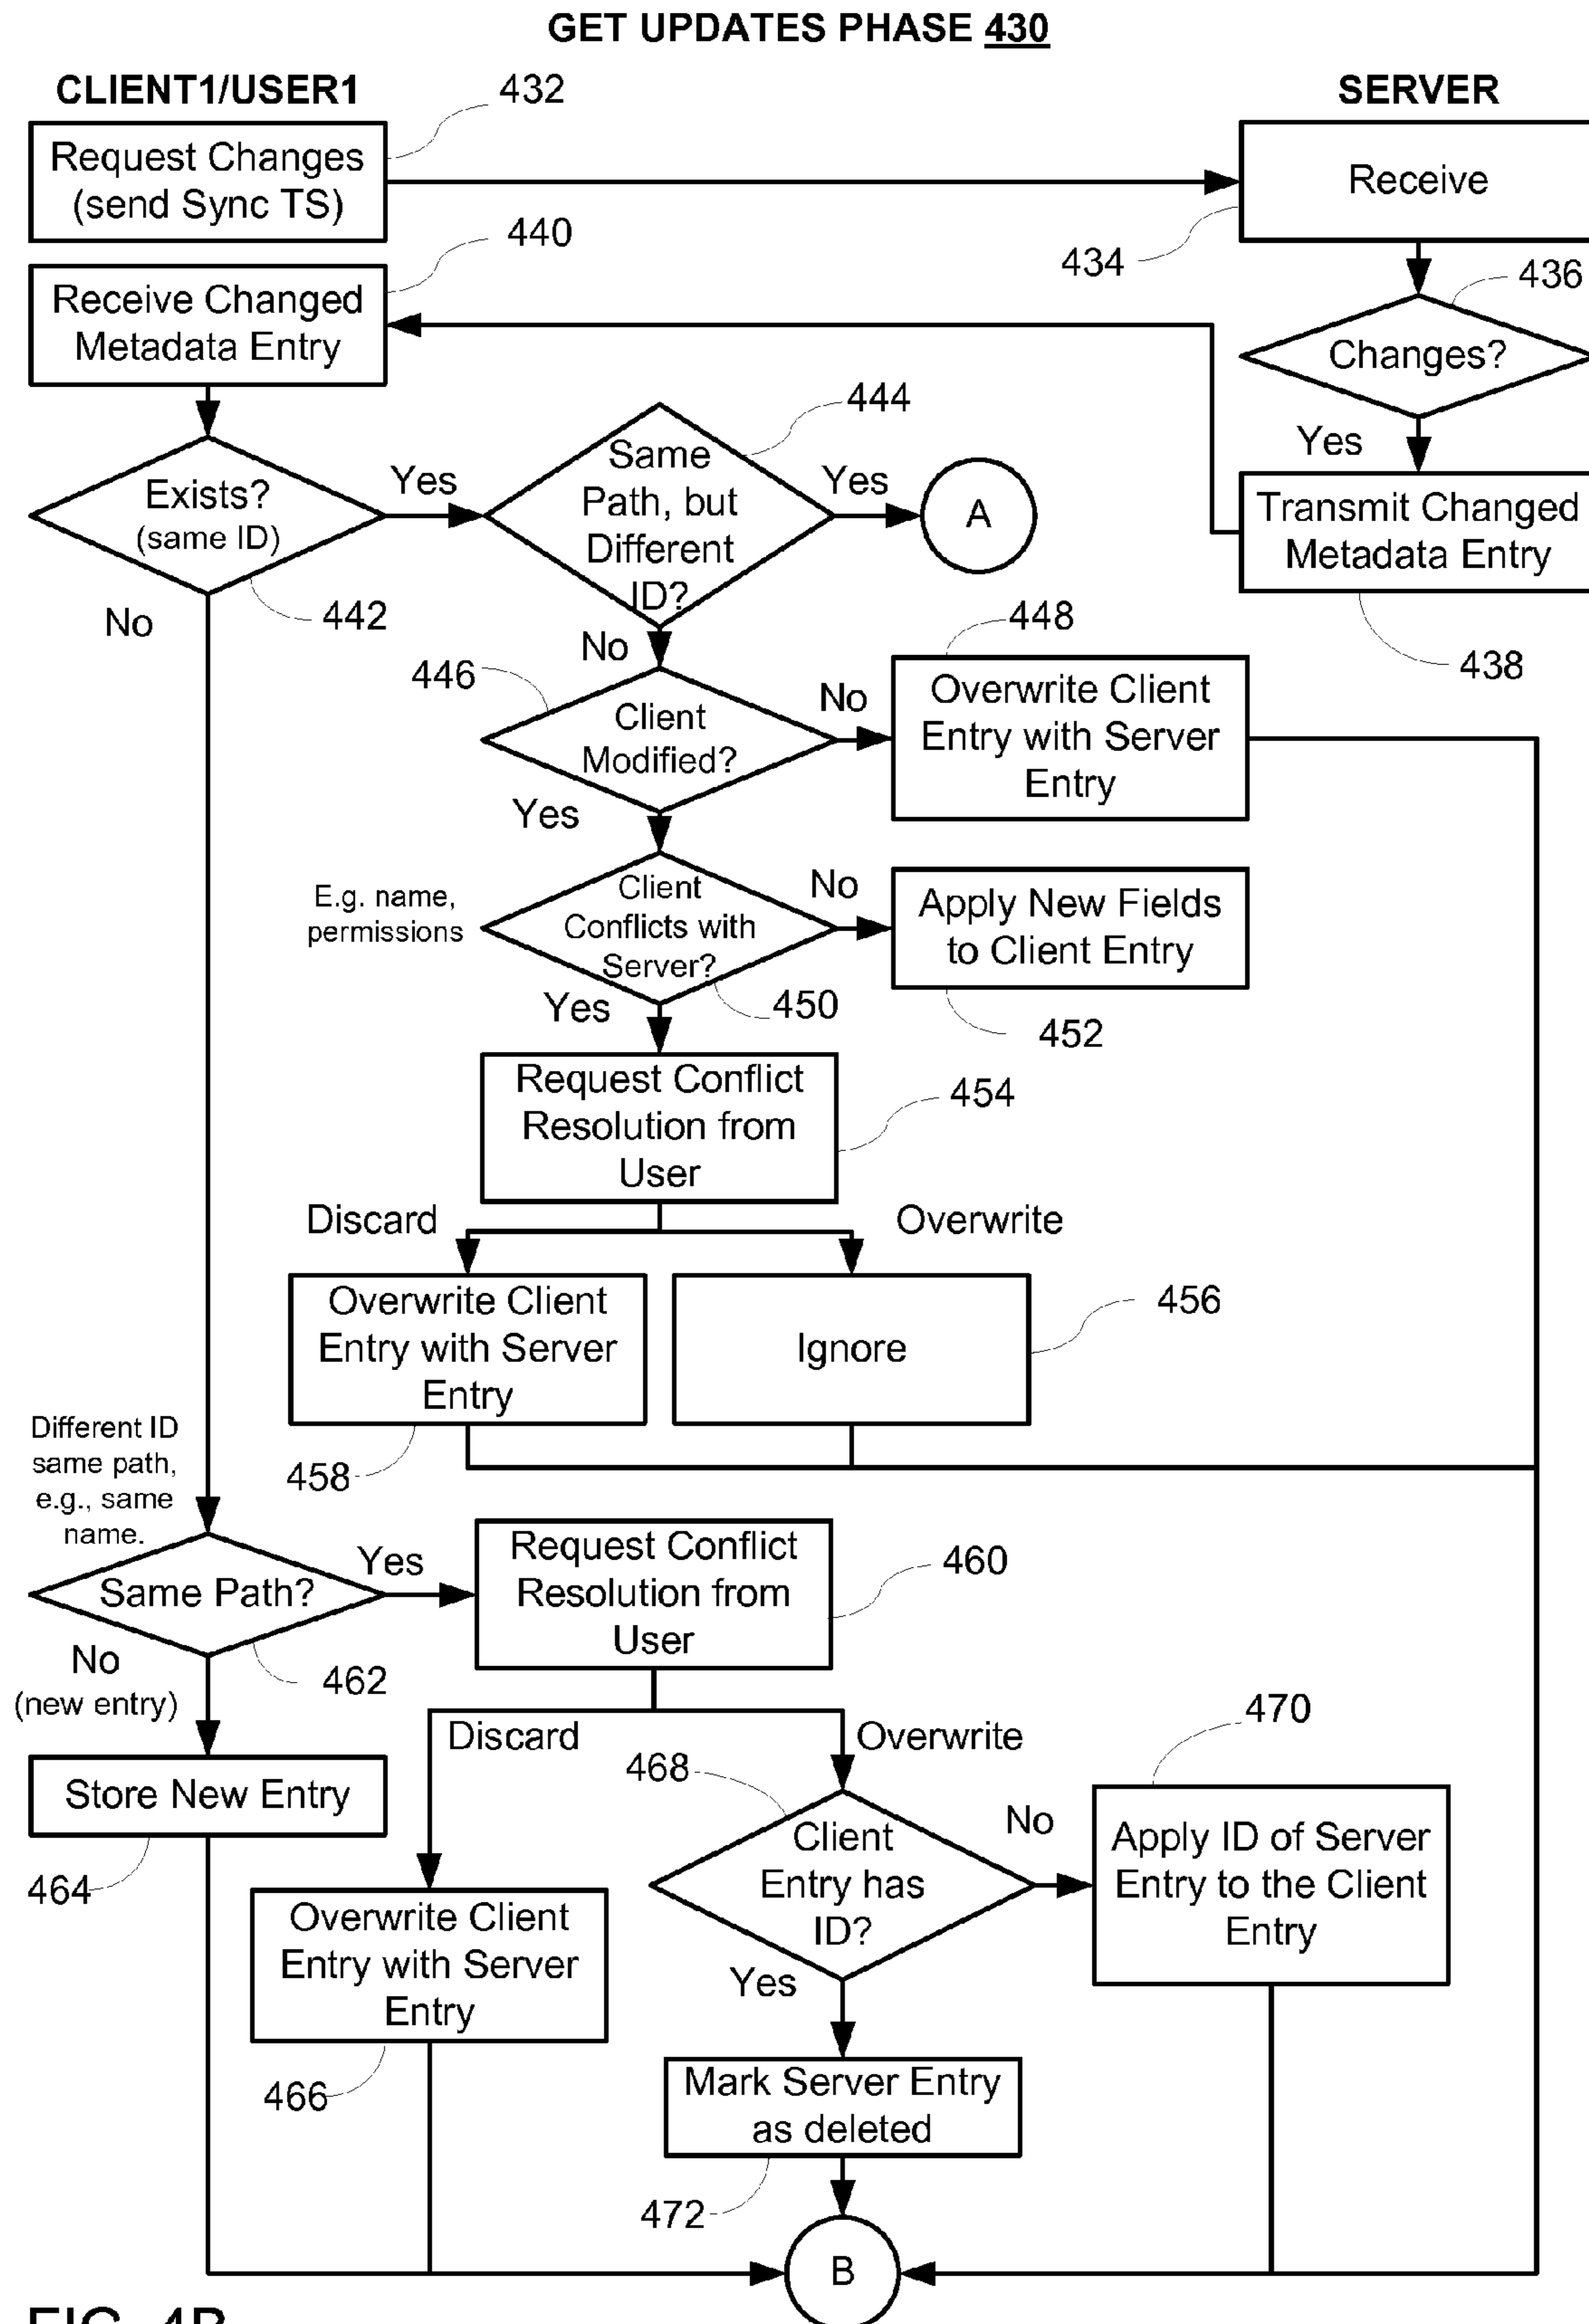 GET UPDATES PHASE 430
CLIENT1/USER1
432
SERVER
Request Changes
(send Sync TS)
Receive
440
434
436
Receive Changed
Metadata Entry
Changes?
444
Yes
Same
Path, but
Different
ID?
Yes
A
Exists?
(same ID)
Yes
Transmit Changed
Metadata Entry
442
No
438
No
446
448
Client
Modified?
No
Overwrite Client
Entry with Server
Entry
Yes
E.g. name,
permissions
Client
Conflicts with
Server?
No
Apply New Fields
to Client Entry
450
452
Yes
Request Conflict
Resolution from
User
454
Discard
Overwrite
Overwrite Client
Entry with Server
Entry
Ignore
456
458
Different ID
same path,
e.g., same
name.
Same Path?
Yes
Request Conflict
Resolution from
User
460
No
(new entry)
462
Discard
Overwrite
468
470
Store New Entry
464
Client
Entry has
ID?
No
Apply ID of Server
Entry to the Client
Entry
Overwrite Client
Entry with Server
Entry
466
Yes
Mark Server Entry
as deleted
472
B
FIG. 4B